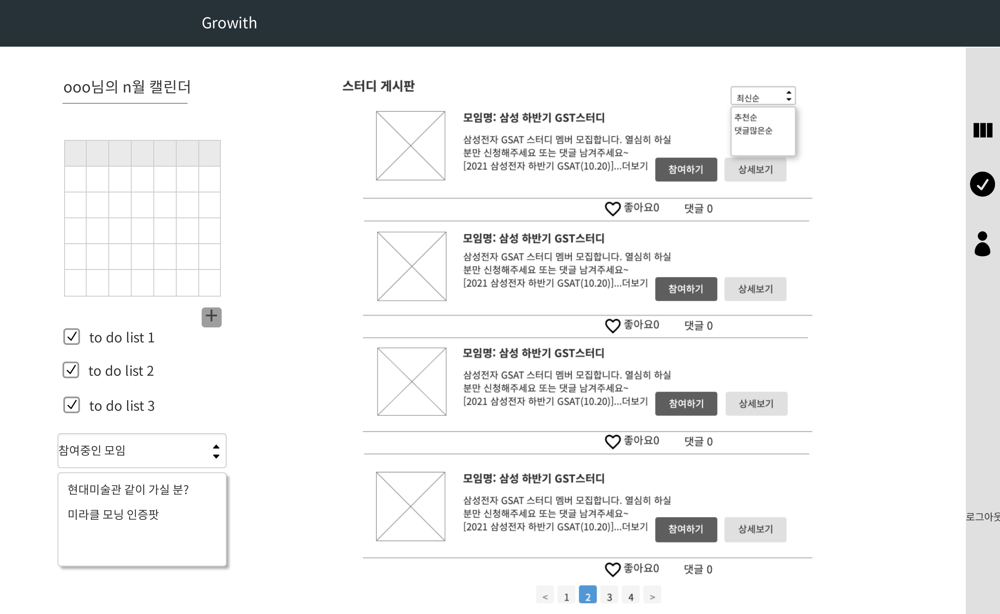 Growith
ooo님의 n월 캘린더
to do list 1
to do list 2
to do list 3
참여중인 모임
현대미술관 같이 가실 분?
미라클 모닝 인증팟
스터디 게시판
최신순
추천순
댓글많은순
모임명: 삼성 하반기 GST스터디
삼성전자 GSAT 스터디 멤버 모집합니다. 열심히 하실
분만 신청해주세요 또는 댓글 남겨주세요~
[2021 삼성전자 하반기 GSAT(10.20)]...더보기
참여하기 상세보기
좋아요0 댓글 0
모임명: 삼성 하반기 GST스터디
삼성전자 GSAT 스터디 멤버 모집합니다. 열심히 하실
분만 신청해주세요 또는 댓글 남겨주세요~
[2021 삼성전자 하반기 GSAT(10.20)]...더보기
참여하기 상세보기
좋아요0 댓글 0
모임명: 삼성 하반기 GST스터디
삼성전자 GSAT 스터디 멤버 모집합니다. 열심히 하실
분만 신청해주세요 또는 댓글 남겨주세요~
[2021 삼성전자 하반기 GSAT(10.20)]...더보기
참여하기 상세보기
좋아요0 댓글 0
모임명: 삼성 하반기 GST스터디
삼성전자 GSAT 스터디 멤버 모집합니다. 열심히 하실
분만 신청해주세요 또는 댓글 남겨주세요~
[2021 삼성전자 하반기 GSAT(10.20)]...더보기
참여하기 상세보기
좋아요0 댓글 0
< 1 2 3 4 >
로그아웃